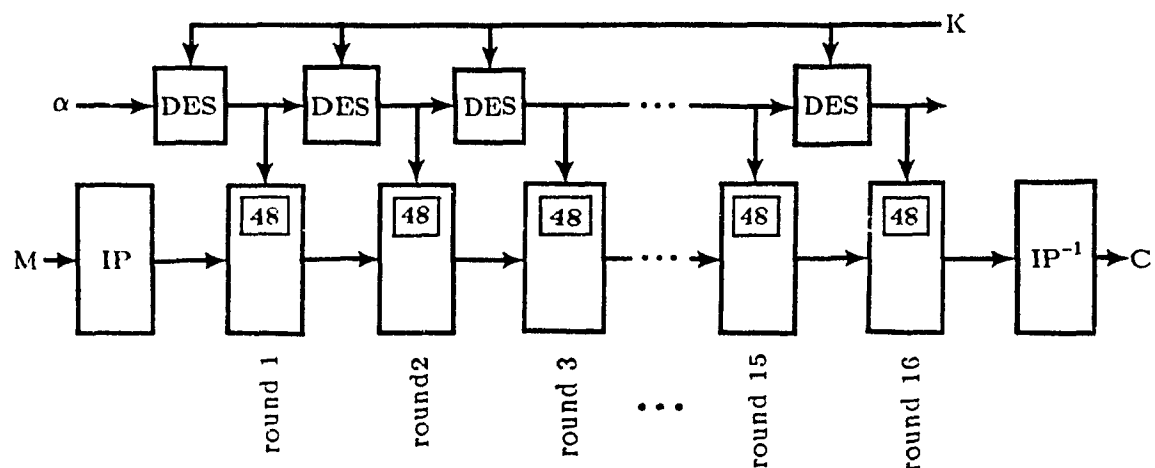 K
α DES DES DES ... DES
48 48 48 48 48
M IP ... IP⁻¹ C
round 1 round2 round 3 ... round 15 round 16